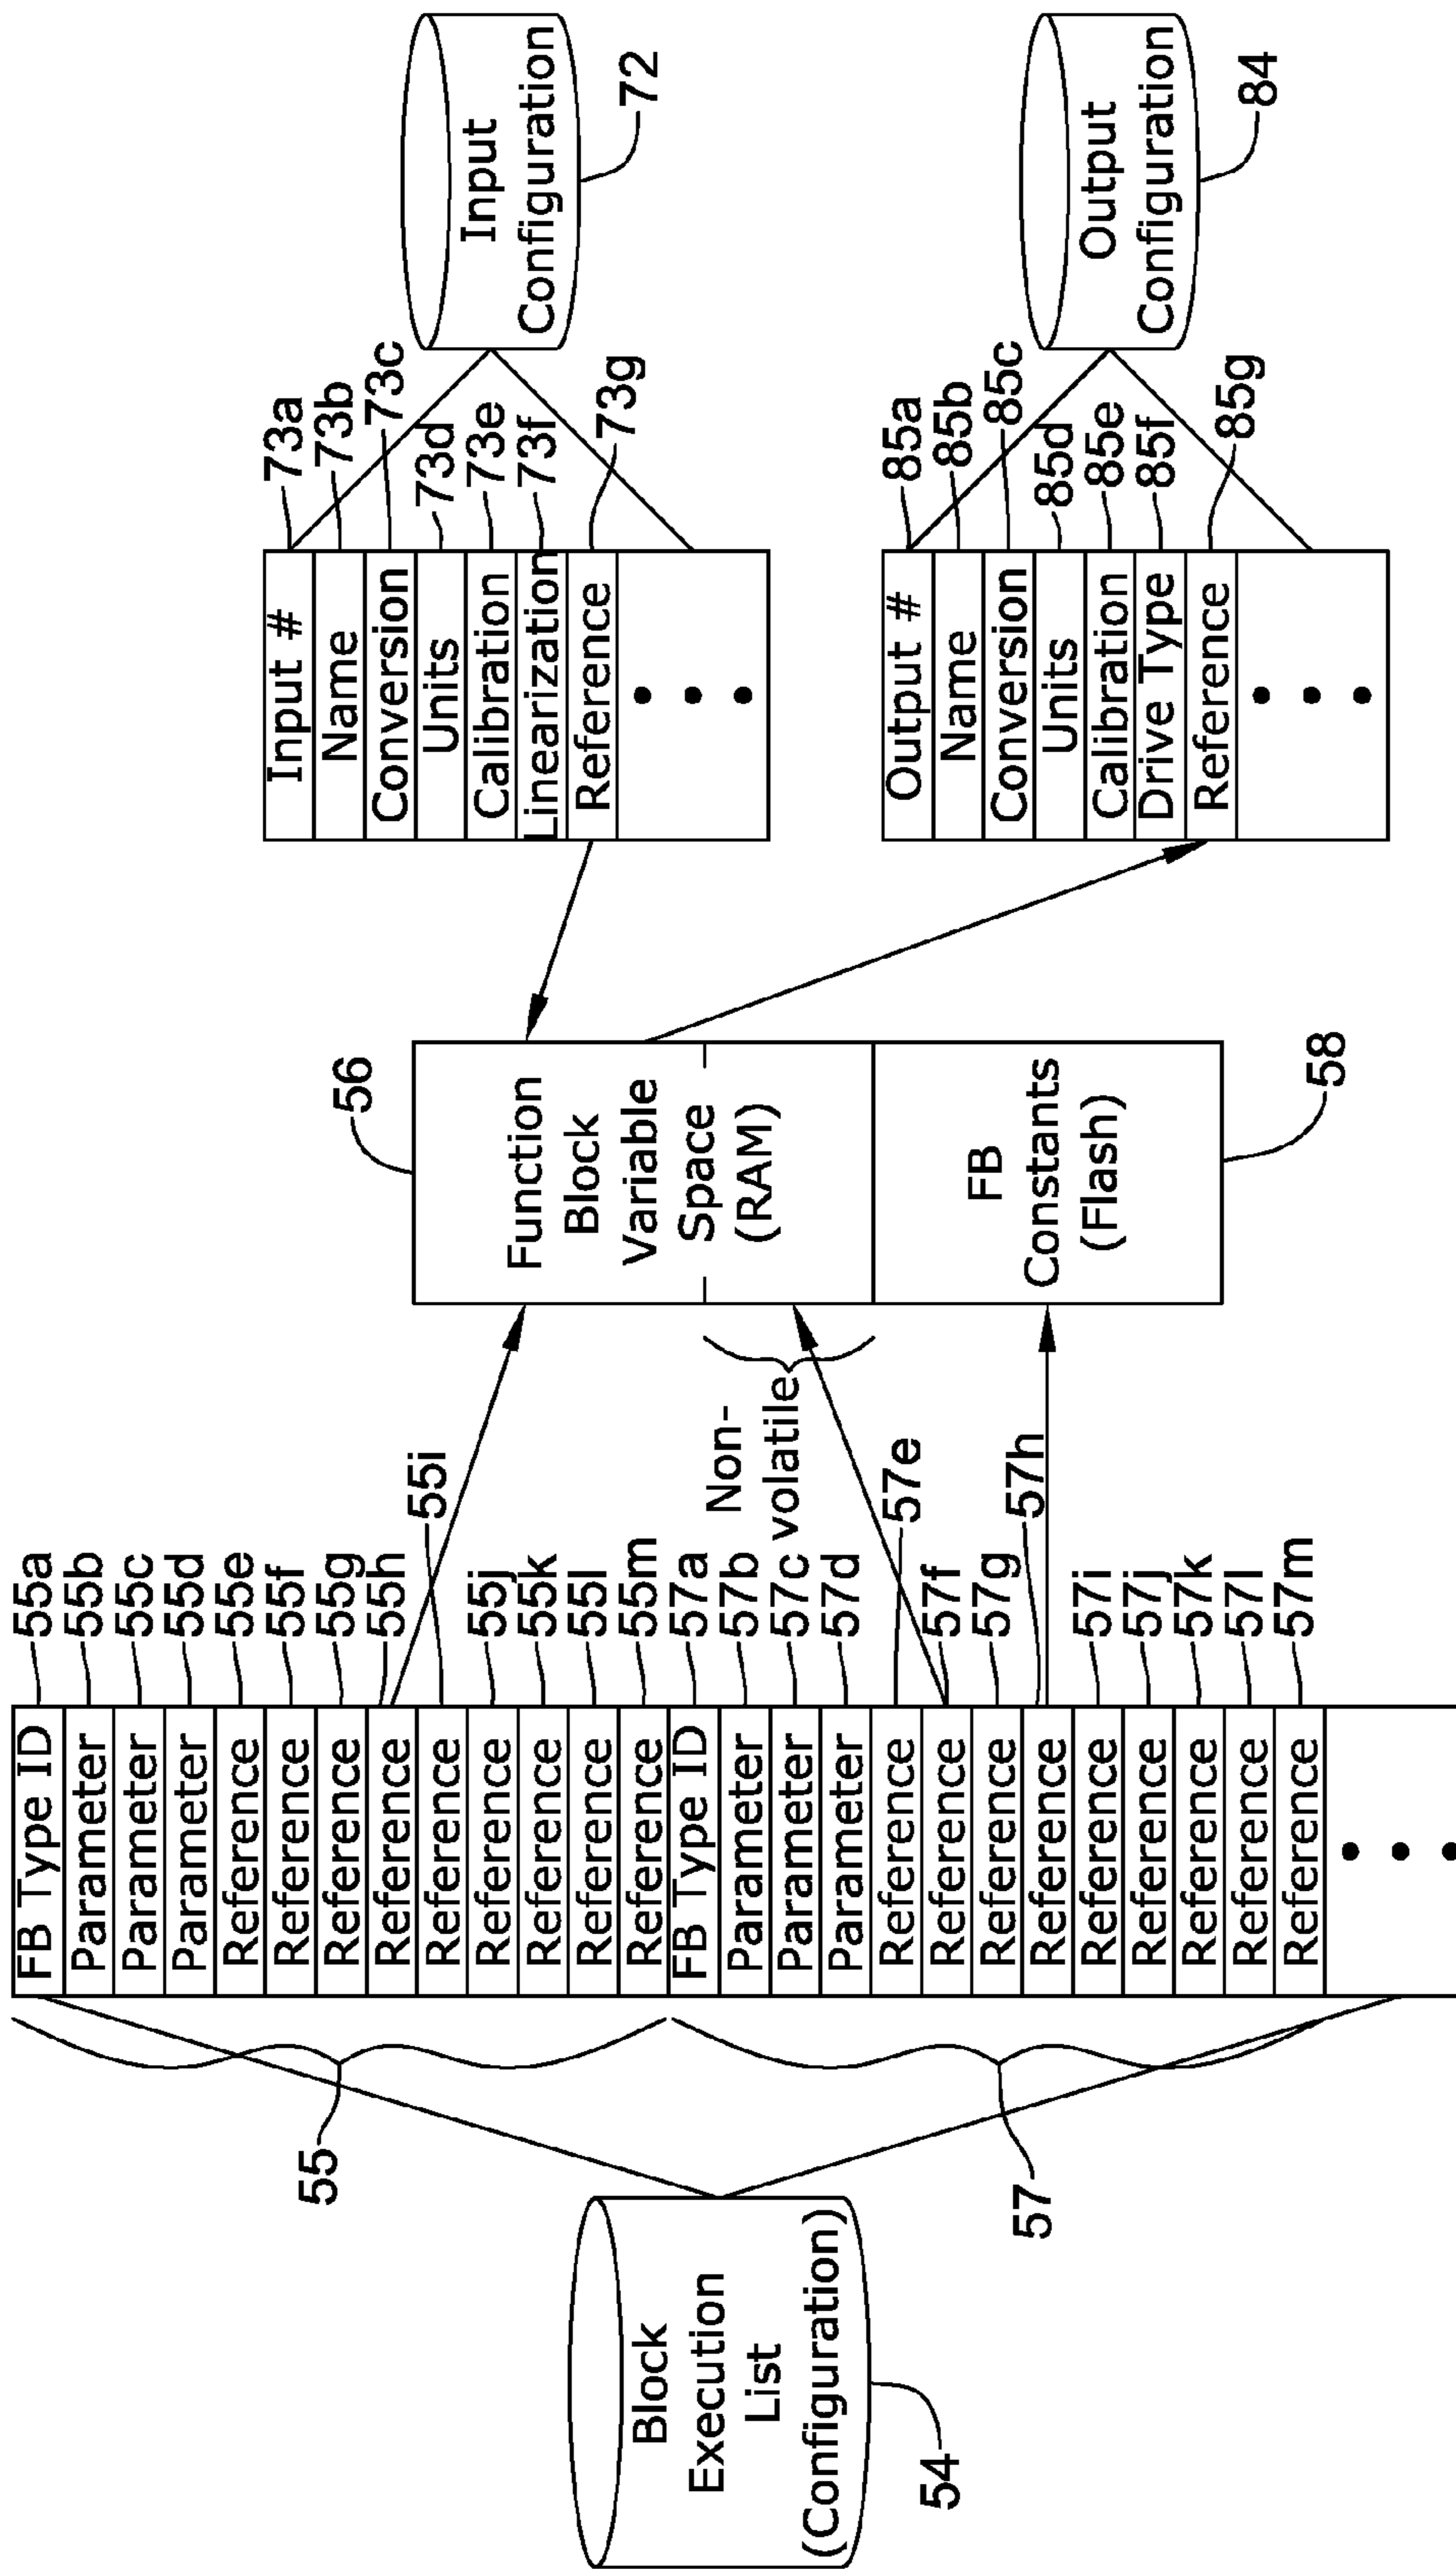 Block
Execution
List
(Configuration)
54
55
57
FB Type ID
Parameter
Parameter
Parameter
Reference
Reference
Reference
Reference
Reference
Reference
Reference
Reference
Reference
FB Type ID
Parameter
Parameter
Parameter
Reference
Reference
Reference
Reference
Reference
Reference
Reference
Reference
Reference
55a
55b
55c
55d
55e
55f
55g
55h
55i
55j
55k
55l
55m
57a
57b
57c
57d
57e
57f
57g
57h
57i
57j
57k
57l
57m
Non-
volatile
56
Function
Block
Variable
Space
(RAM)
FB
Constants
(Flash)
58
Input #
Name
Conversion
Units
Calibration
Linearization
Reference
73a
73b
73c
73d
73e
73f
73g
Input
Configuration
72
Output #
Name
Conversion
Units
Calibration
Drive Type
Reference
85a
85b
85c
85d
85e
85f
85g
Output
Configuration
84